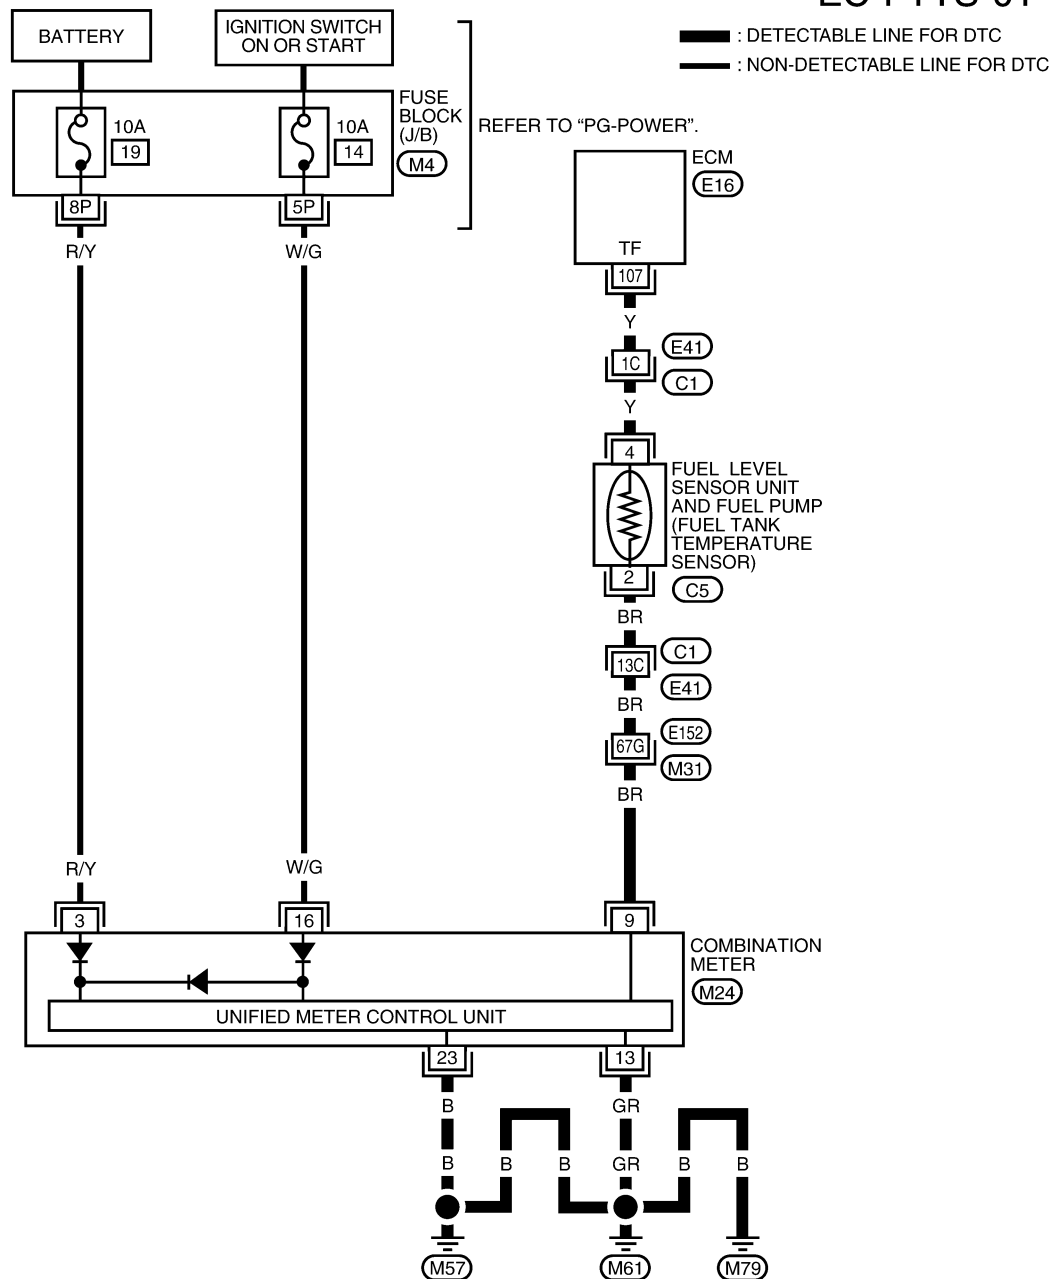 BATTERY
IGNITION SWITCH
ON OR START
: DETECTABLE LINE FOR DTC
: NON-DETECTABLE LINE FOR DTC
FUSE
BLOCK
(J/B)
M4
10A
19
10A
14
REFER TO “PG-POWER”.
8P
5P
R/Y
W/G
ECM
E16
TF
107
Y
1C
E41
C1
Y
4
FUEL LEVEL
SENSOR UNIT
AND FUEL PUMP
(FUEL TANK
TEMPERATURE
SENSOR)
2
C5
BR
13C
C1
E41
BR
67G
E152
M31
BR
R/Y
W/G
3
16
9
COMBINATION
METER
M24
UNIFIED METER CONTROL UNIT
23
13
B
GR
B
B
B
GR
B
B
M57
M61
M79